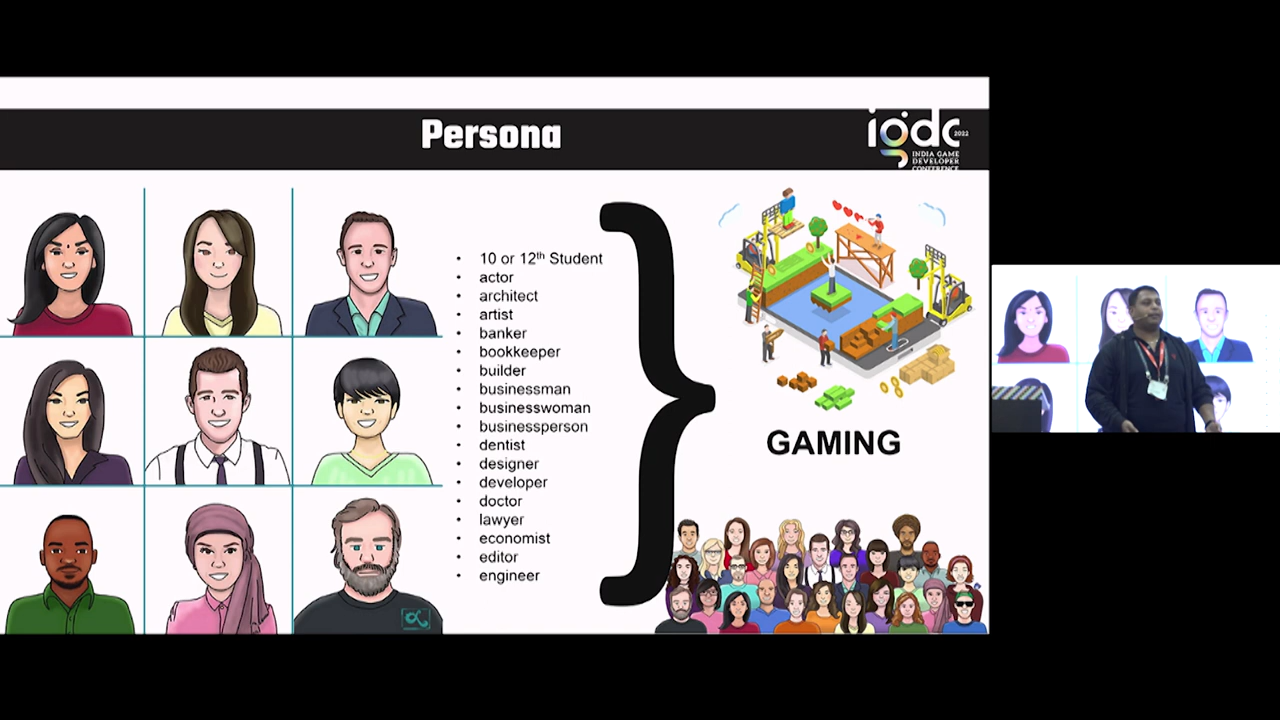 Persona
igdc 2022
INDIA GAME
DEVELOPER
CONFERENCE
• 10 or 12th Student
• actor
• architect
• artist
• banker
• bookkeeper
• builder
• businessman
• businesswoman
• businessperson
• dentist
• designer
• developer
• doctor
• lawyer
• economist
• editor
• engineer
GAMING